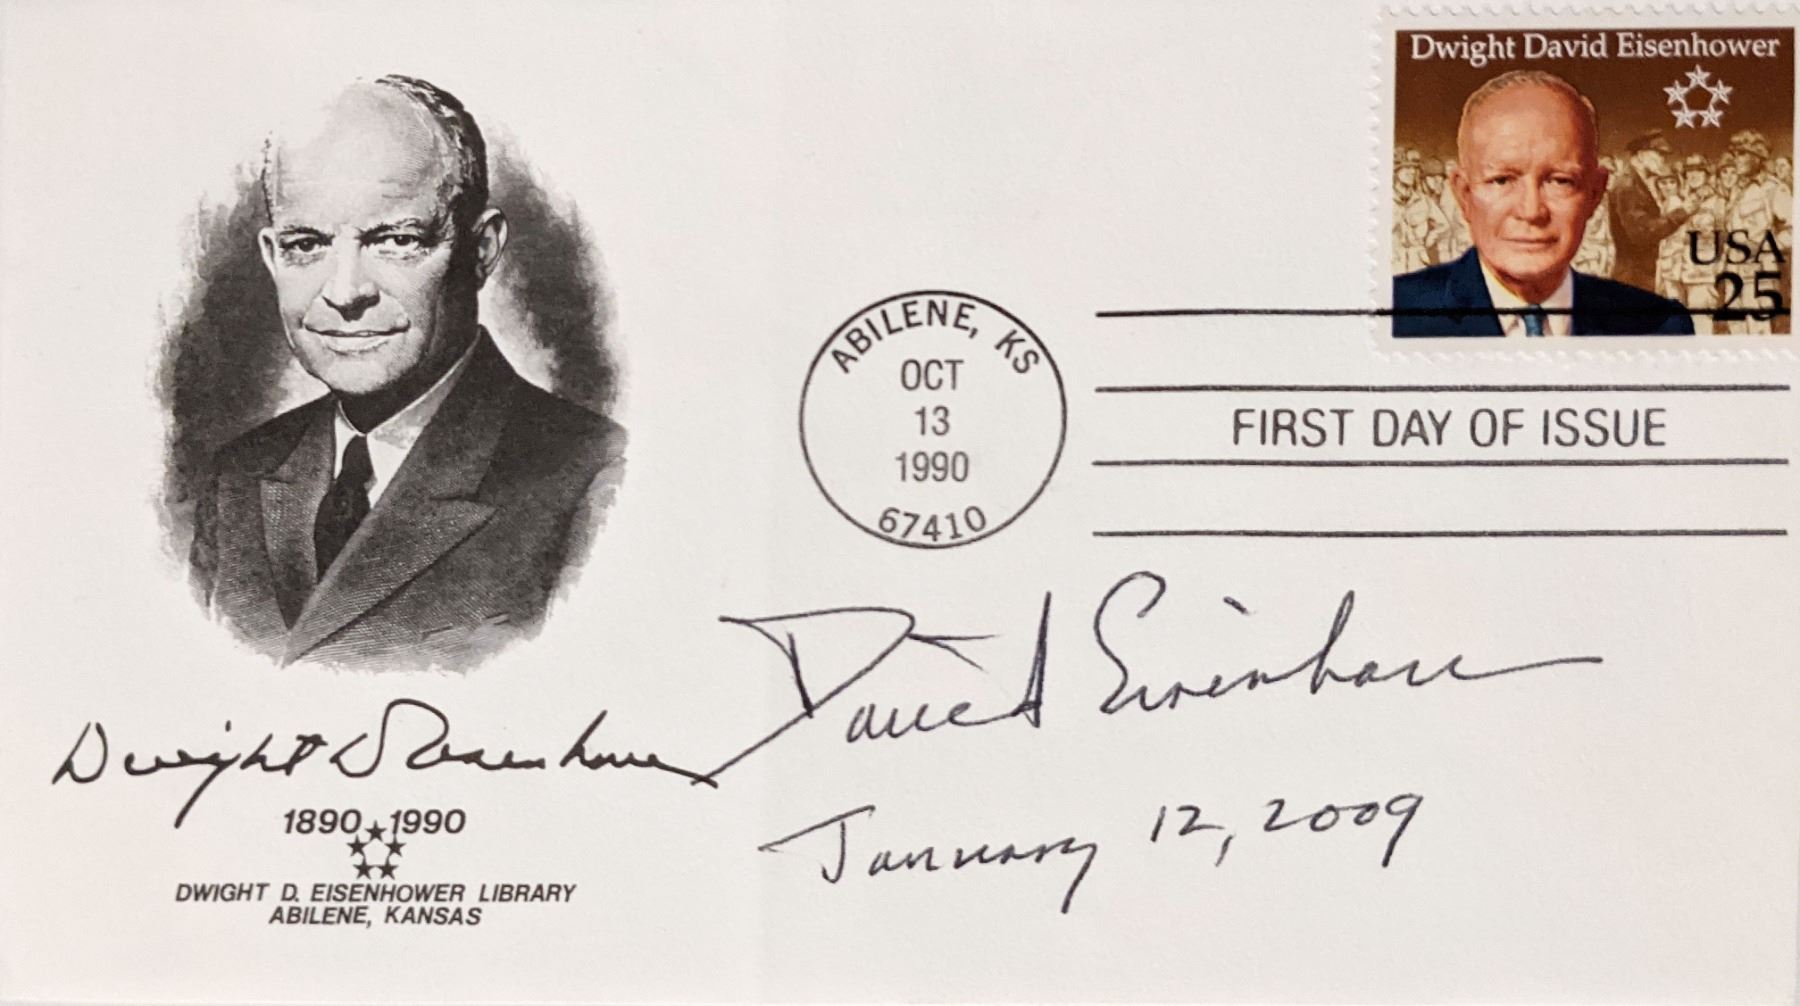 Dwight David Eisenhower
USA
25
ABILENE, KS
OCT
13
1990
67410
FIRST DAY OF ISSUE
David Eisenhower
January 12, 2009
Dwight D Eisenhower
1890 1990
DWIGHT D. EISENHOWER LIBRARY
ABILENE, KANSAS